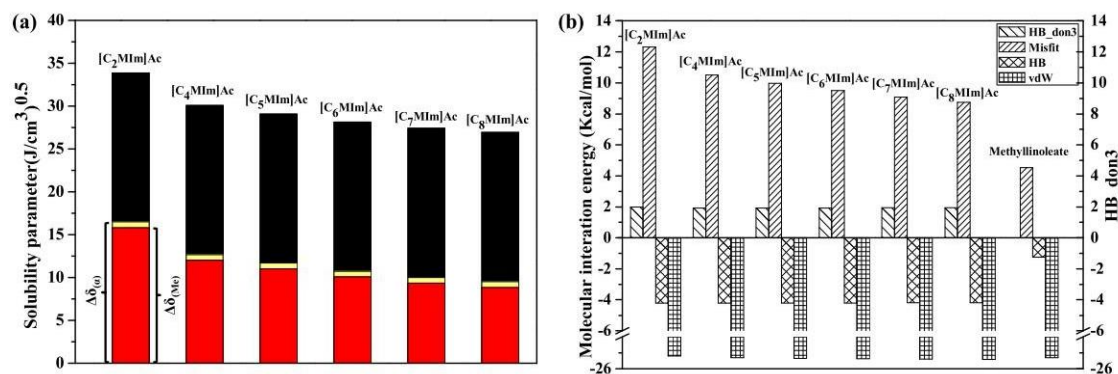 (a)
Solubility parameter(J/cm³)⁰·⁵
40
35
30
25
20
15
10
5
0
[C₂MIm]Ac
[C₄MIm]Ac
[C₅MIm]Ac
[C₆MIm]Ac
[C₇MIm]Ac
[C₈MIm]Ac
Δδ(ω)
Δδ(Me)
(b)
Molecular interation energy (Kcal/mol)
14
12
10
8
6
4
2
0
-2
-4
-6
-26
[C₂MIm]Ac
[C₄MIm]Ac
[C₅MIm]Ac
[C₆MIm]Ac
[C₇MIm]Ac
[C₈MIm]Ac
Methyllinoleate
HB_don3
Misfit
HB
vdW
14
12
10
8
6
4
2
0
-2
-4
-6
-26
HB_don3